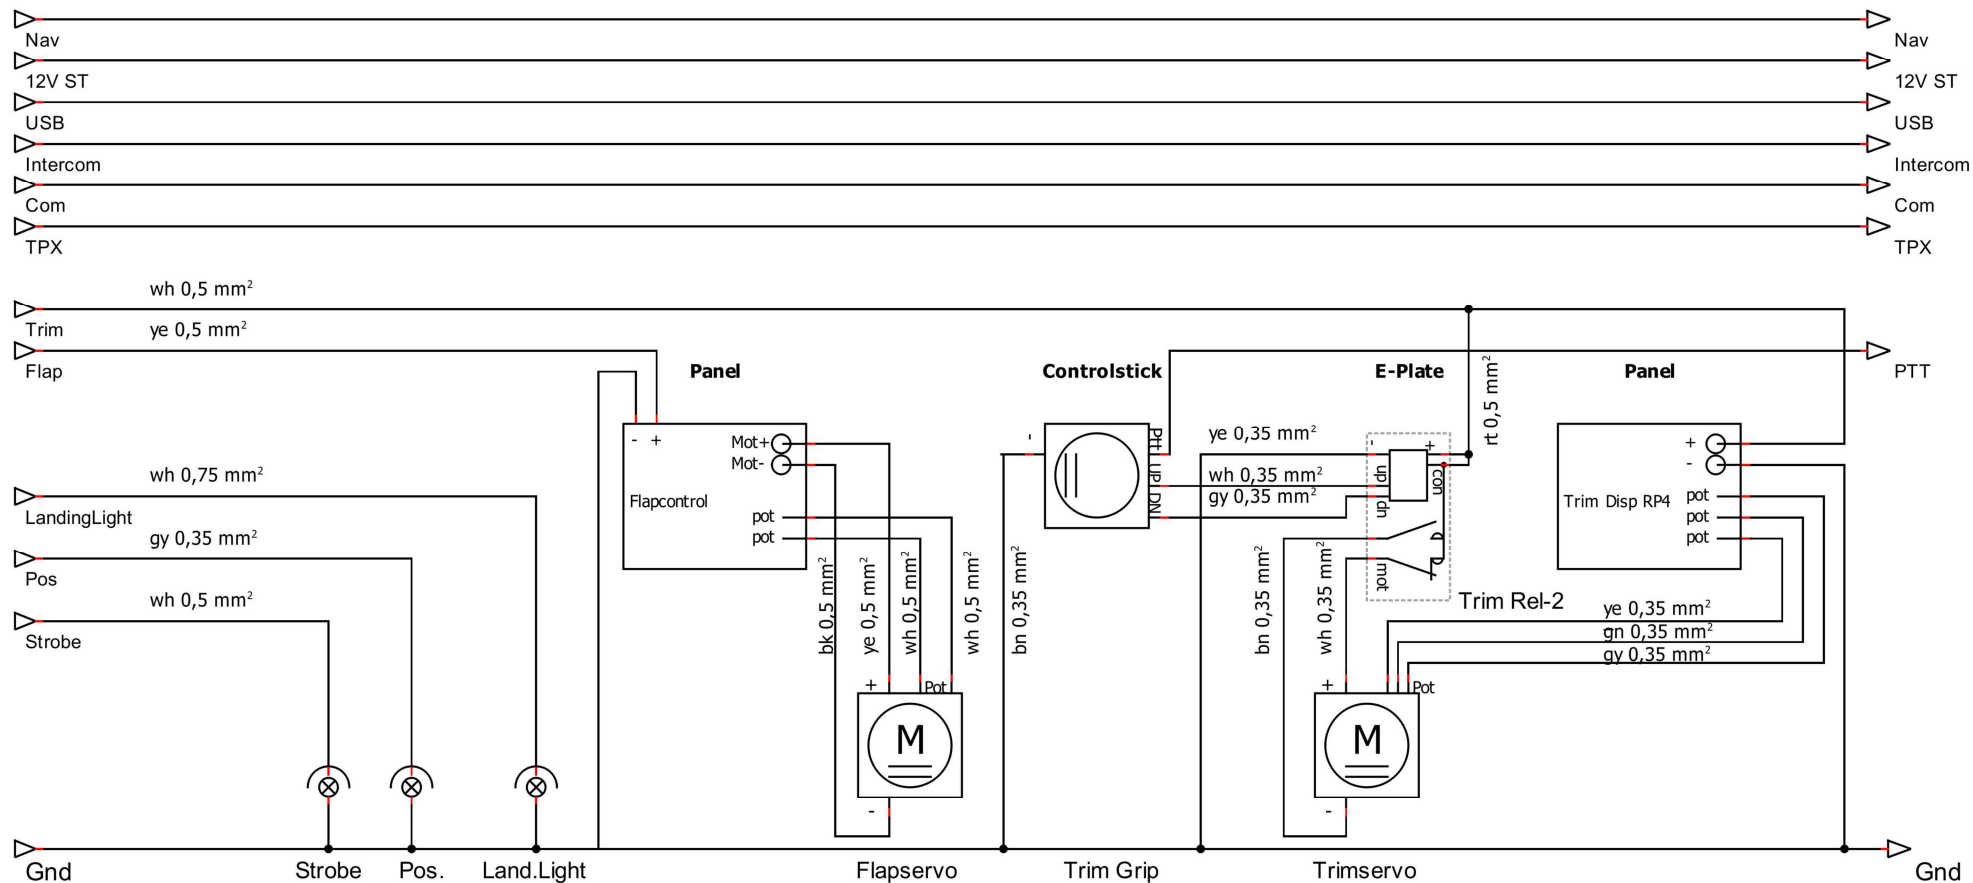 Nav Nav
12V ST 12V ST
USB USB
Intercom Intercom
Com Com
TPX TPX
wh 0,5 mm²
Trim
ye 0,5 mm²
Flap
PTT
Panel
Controlstick
E-Plate
Panel
rt 0,5 mm²
- +
Mot+
Mot-
Flapcontrol
pot
pot
-
Ptt
UP
DN
ye 0,35 mm²
wh 0,35 mm²
gy 0,35 mm²
- +
up
dn
con
mot
Trim Rel-2
+
-
Trim Disp RP4
pot
pot
pot
wh 0,75 mm²
LandingLight
gy 0,35 mm²
Pos
wh 0,5 mm²
Strobe
bk 0,5 mm²
ye 0,5 mm²
wh 0,5 mm²
wh 0,5 mm²
bn 0,35 mm²
bn 0,35 mm²
wh 0,35 mm²
ye 0,35 mm²
gn 0,35 mm²
gy 0,35 mm²
+ Pot
M
-
+ Pot
M
-
Gnd Strobe Pos. Land.Light Flapservo Trim Grip Trimservo Gnd